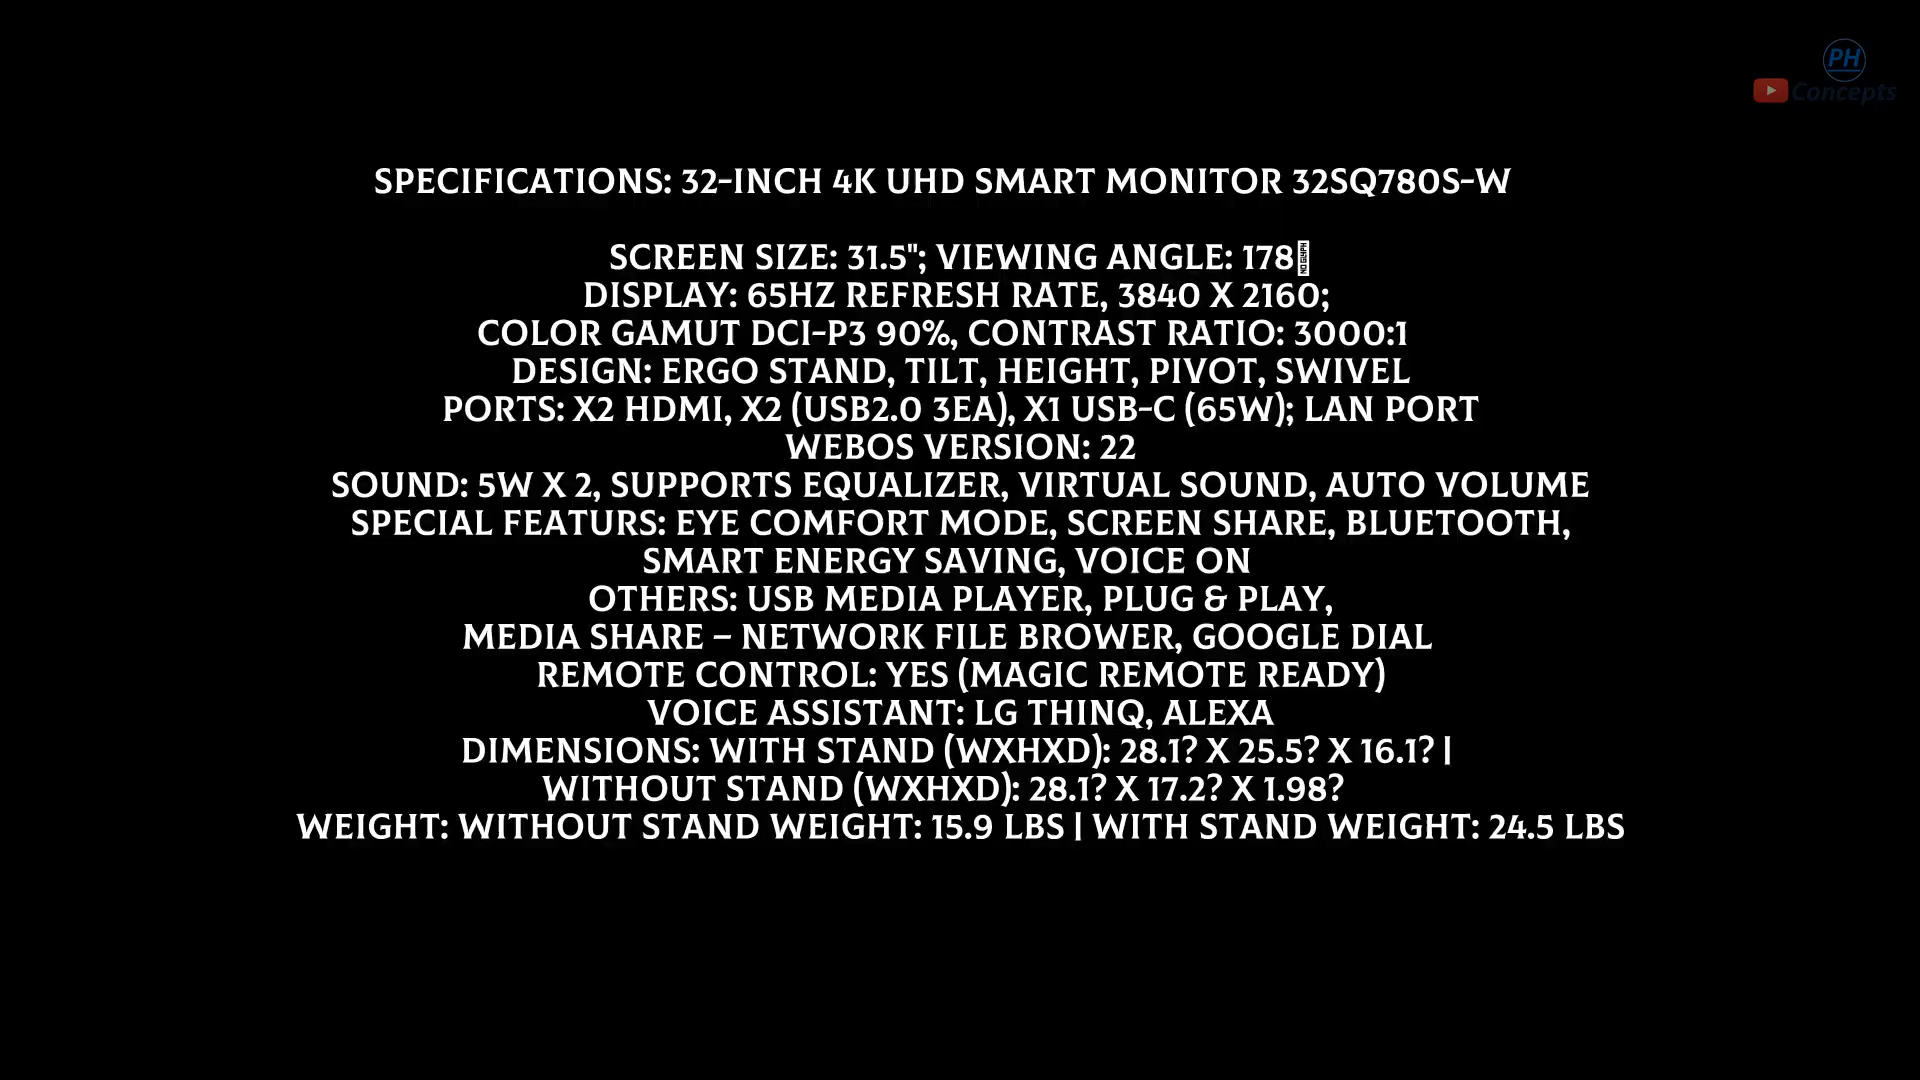 PH
Concepts
SPECIFICATIONS: 32-INCH 4K UHD SMART MONITOR 32SQ780S-W
SCREEN SIZE: 31.5"; VIEWING ANGLE: 178
DISPLAY: 65HZ REFRESH RATE, 3840 X 2160;
COLOR GAMUT DCI-P3 90%, CONTRAST RATIO: 3000:1
DESIGN: ERGO STAND, TILT, HEIGHT, PIVOT, SWIVEL
PORTS: X2 HDMI, X2 (USB2.0 3EA), X1 USB-C (65W); LAN PORT
WEBOS VERSION: 22
SOUND: 5W X 2, SUPPORTS EQUALIZER, VIRTUAL SOUND, AUTO VOLUME
SPECIAL FEATURS: EYE COMFORT MODE, SCREEN SHARE, BLUETOOTH,
SMART ENERGY SAVING, VOICE ON
OTHERS: USB MEDIA PLAYER, PLUG & PLAY,
MEDIA SHARE – NETWORK FILE BROWER, GOOGLE DIAL
REMOTE CONTROL: YES (MAGIC REMOTE READY)
VOICE ASSISTANT: LG THINQ, ALEXA
DIMENSIONS: WITH STAND (WXHXD): 28.1? X 25.5? X 16.1? |
WITHOUT STAND (WXHXD): 28.1? X 17.2? X 1.98?
WEIGHT: WITHOUT STAND WEIGHT: 15.9 LBS | WITH STAND WEIGHT: 24.5 LBS